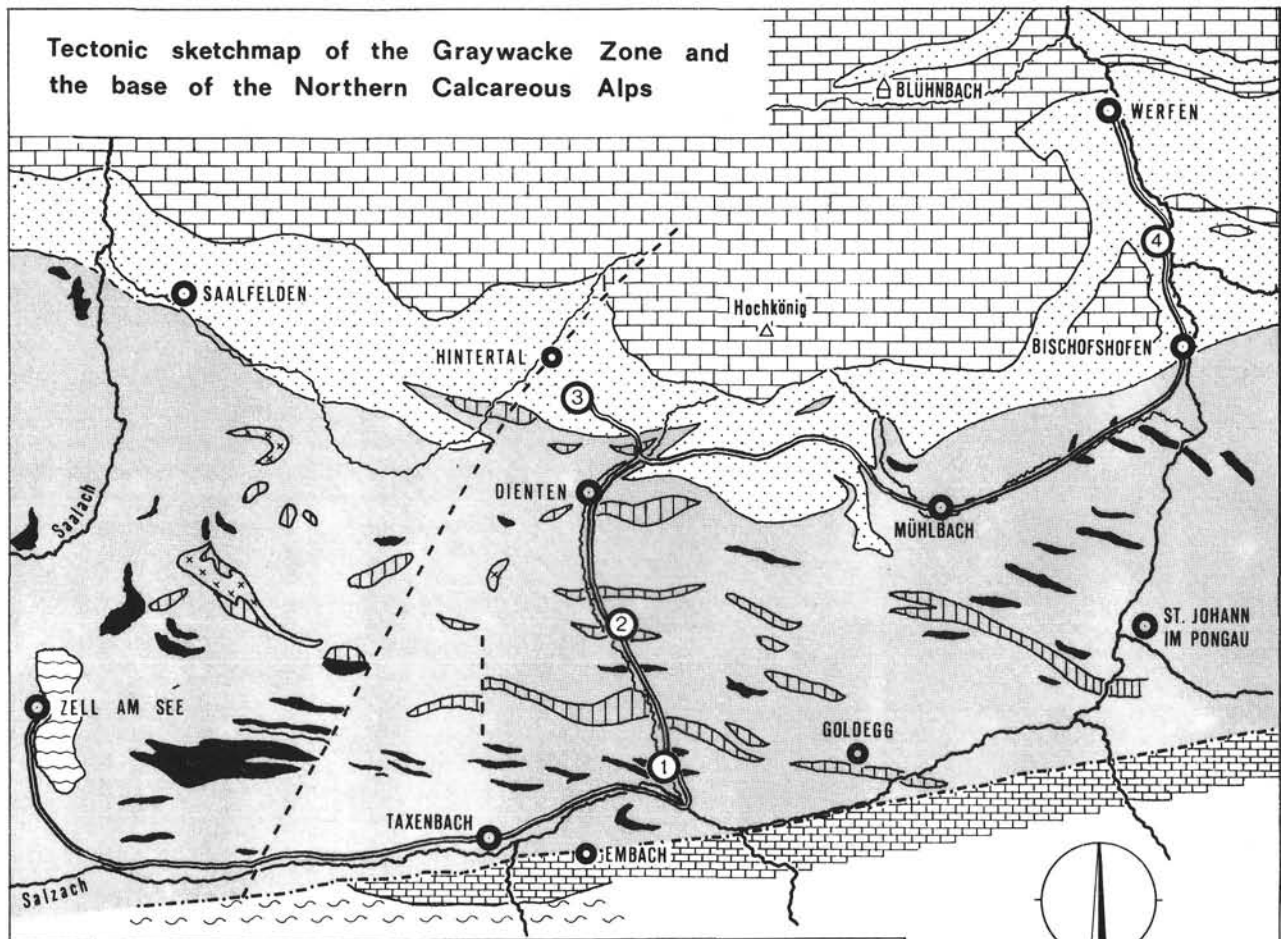 Tectonic sketchmap of the Graywacke Zone and
the base of the Northern Calcareous Alps
BLÜHNBACH
WERFEN
4
SAALFELDEN
Hochkönig
HINTERTAL
BISCHOFSHOFEN
3
DIENTEN
MÜHLBACH
Saalach
2
ST. JOHANN
IM PONGAU
ZELL AM SEE
GOLDEGG
1
TAXENBACH
EMBACH
Salzach